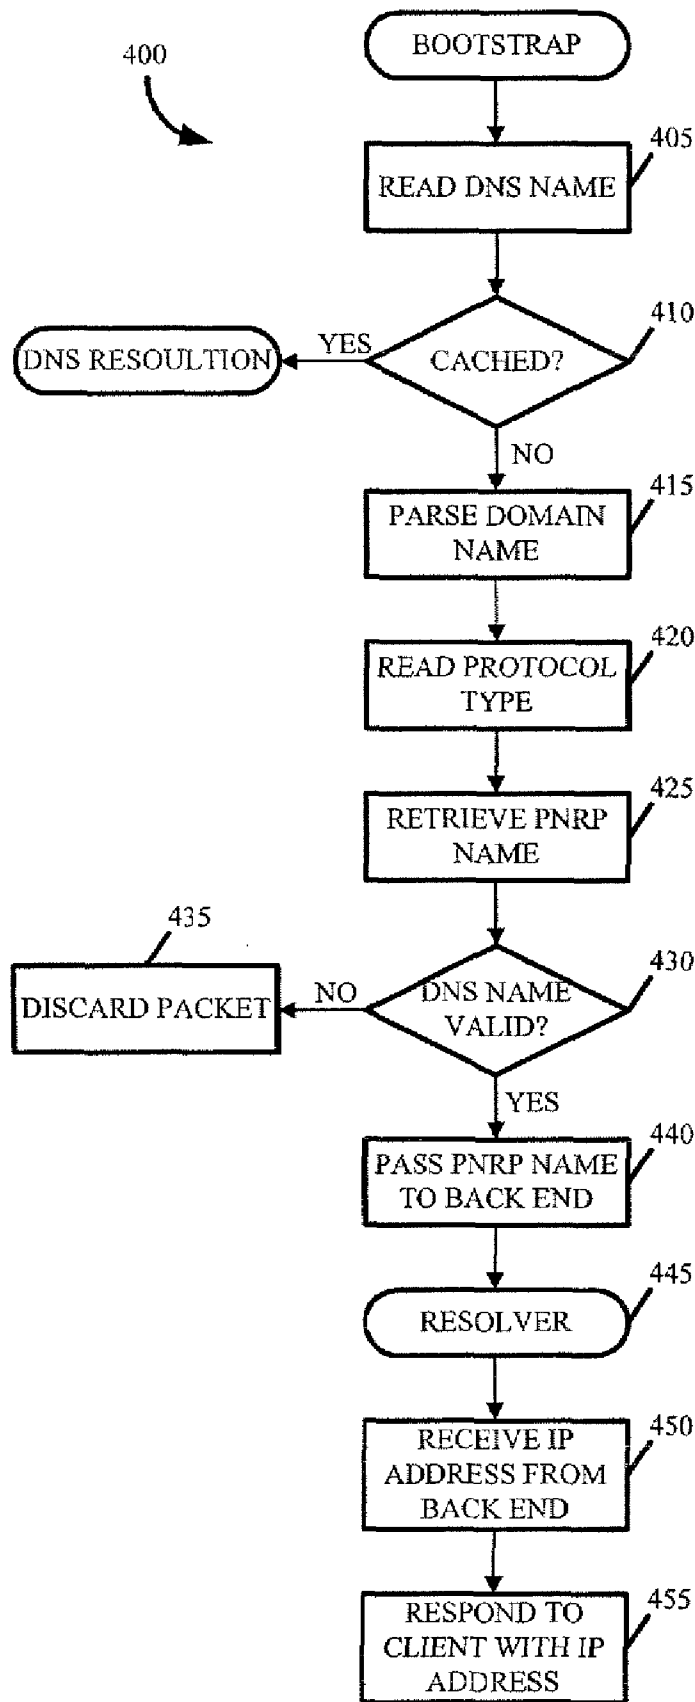 BOOTSTRAP
400
405
READ DNS NAME
410
CACHED?
YES
DNS RESOULTION
NO
415
PARSE DOMAIN
NAME
420
READ PROTOCOL
TYPE
425
RETRIEVE PNRP
NAME
430
DNS NAME
VALID?
NO
435
DISCARD PACKET
YES
440
PASS PNRP NAME
TO BACK END
445
RESOLVER
450
RECEIVE IP
ADDRESS FROM
BACK END
455
RESPOND TO
CLIENT WITH IP
ADDRESS